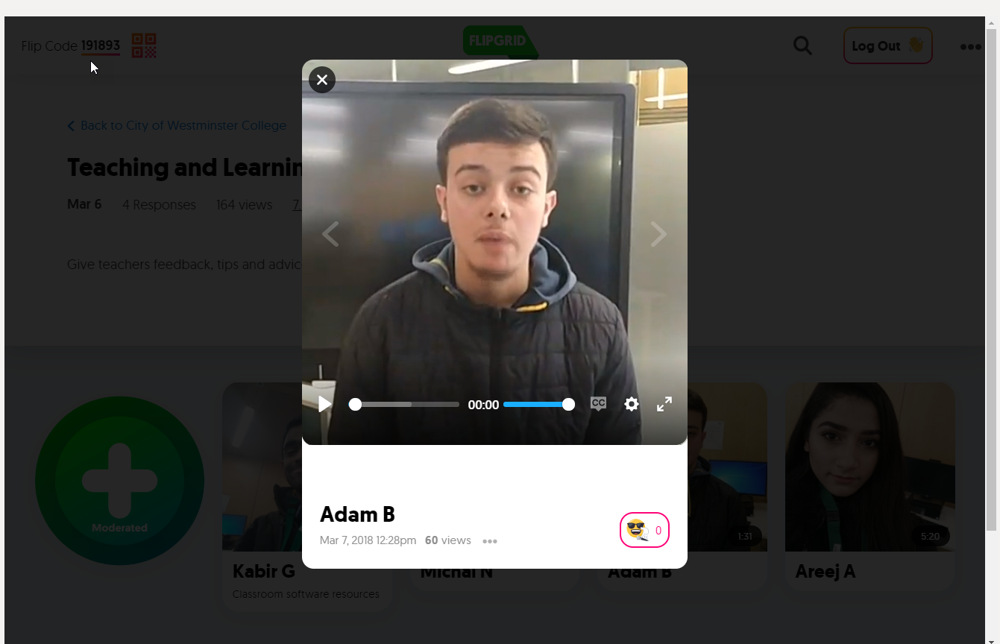 Flip Code 191893
FLIPGRID
Log Out
Back to City of Westminster College
Teaching and Learnin
Mar 6 4 Responses 164 views 7
Give teachers feedback, tips and advic
00:00
CC
Moderated
1:31
5:20
Adam B
Mar 7, 2018 12:28pm 60 views
0
Kabir G
Michal N
Adam B
Areej A
Classroom software resources